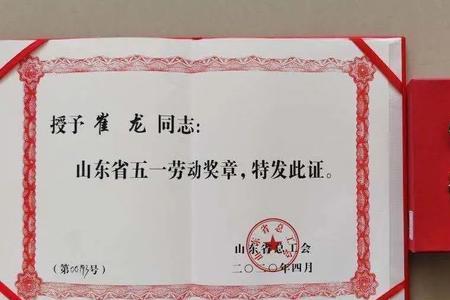 授予崔龙同志：
山东省五一劳动奖章，特发此证。
山东省总工会
二〇二〇年四月